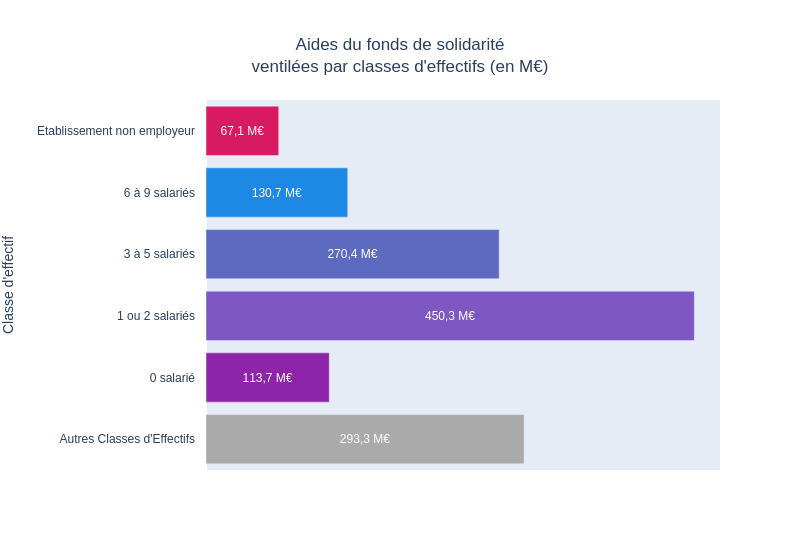 Aides du fonds de solidarité
ventilées par classes d'effectifs (en M€)
Classe d'effectif
Etablissement non employeur
67,1 M€
6 à 9 salariés
130,7 M€
3 à 5 salariés
270,4 M€
1 ou 2 salariés
450,3 M€
0 salarié
113,7 M€
Autres Classes d'Effectifs
293,3 M€